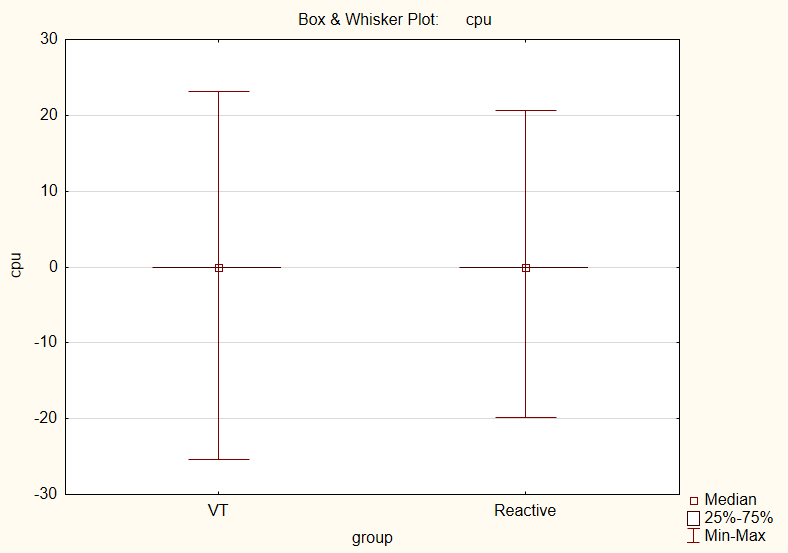 Box & Whisker Plot: cpu
30
20
10
0
-10
-20
-30
cpu
VT
Reactive
group
Median
25%-75%
Min-Max